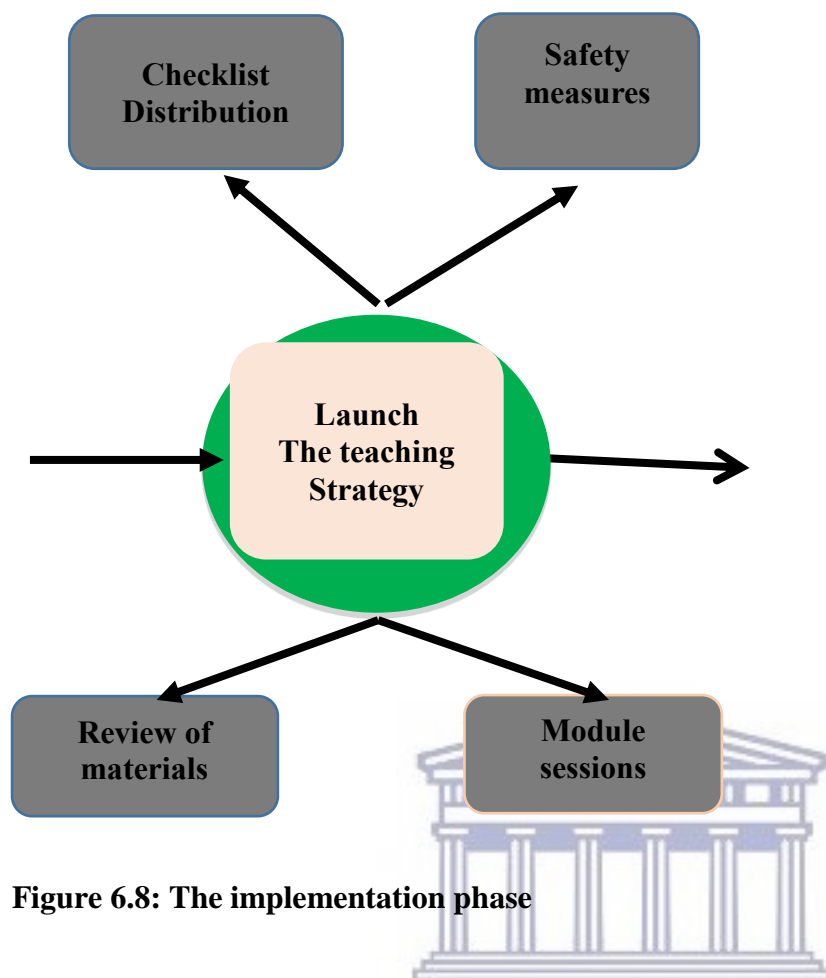 Checklist
Distribution
Safety
measures
Launch
The teaching
Strategy
Review of
materials
Module
sessions
Figure 6.8: The implementation phase